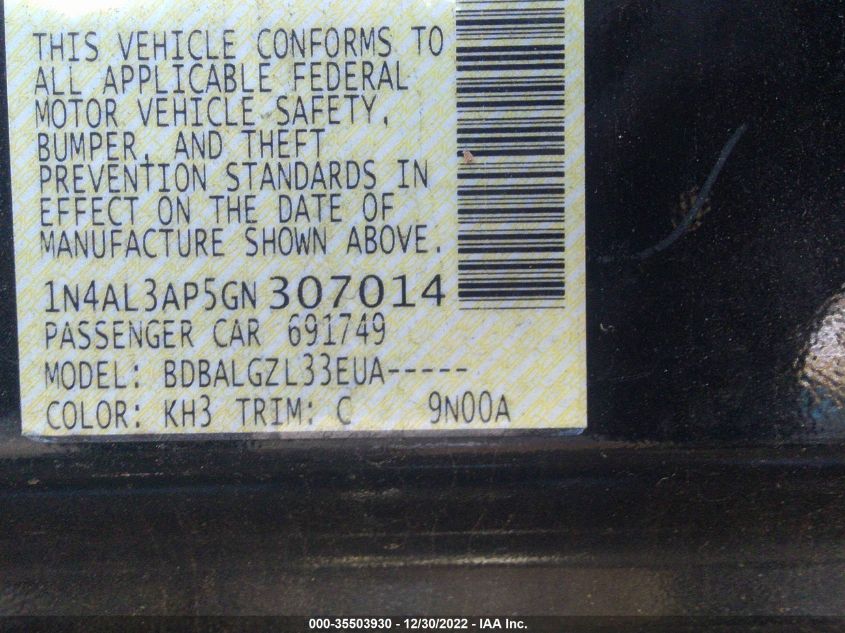 THIS VEHICLE CONFORMS TO
ALL APPLICABLE FEDERAL
MOTOR VEHICLE SAFETY,
BUMPER, AND THEFT
PREVENTION STANDARDS IN
EFFECT ON THE DATE OF
MANUFACTURE SHOWN ABOVE.
1N4AL3AP5GN307014
PASSENGER CAR 691749
MODEL: BDBALGZL33EUA-----
COLOR: KH3 TRIM: C 9N00A
000-35503930 - 12/30/2022 - IAA Inc.